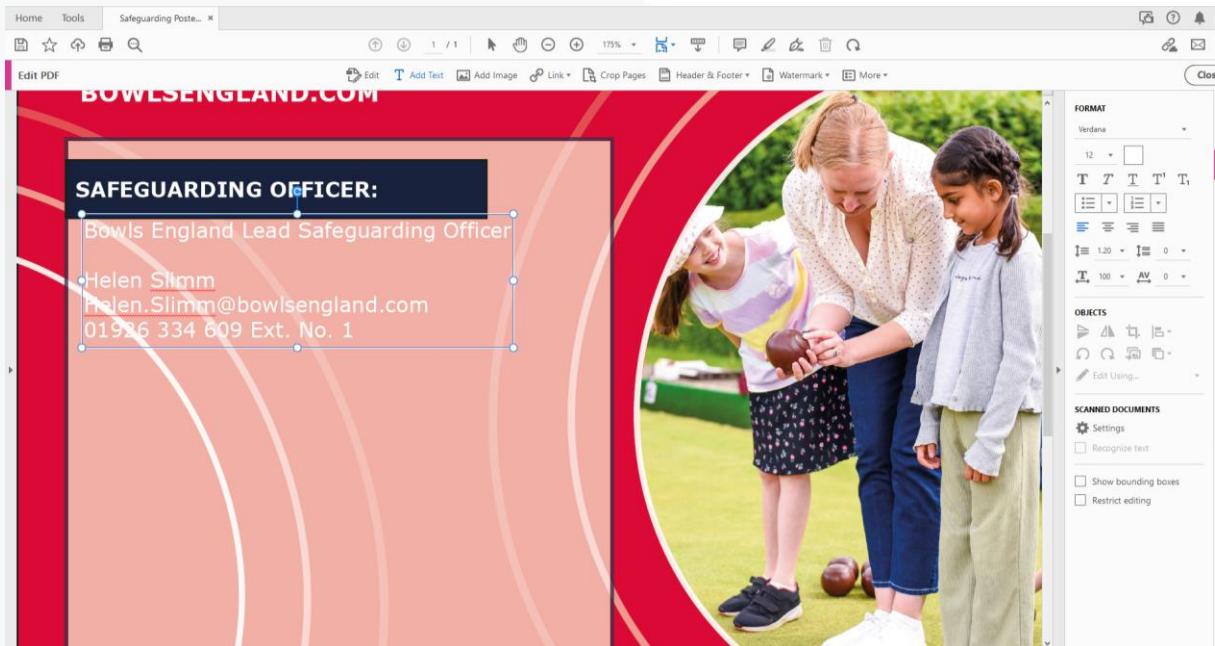 Home Tools Safeguarding Poste... ×
1 / 1 175%
Edit PDF Edit Add Text Add Image Link Crop Pages Header & Footer Watermark More Clos
BOWLSENGLAND.COM
SAFEGUARDING OFFICER:
Bowls England Lead Safeguarding Officer
Helen Slimm
Helen.Slimm@bowlsengland.com
01926 334 609 Ext. No. 1
FORMAT
Verdana
12
T T T T¹ T₁
1.20 0
T 100 AV 0
OBJECTS
Edit Using...
SCANNED DOCUMENTS
Settings
Recognize text
Show bounding boxes
Restrict editing